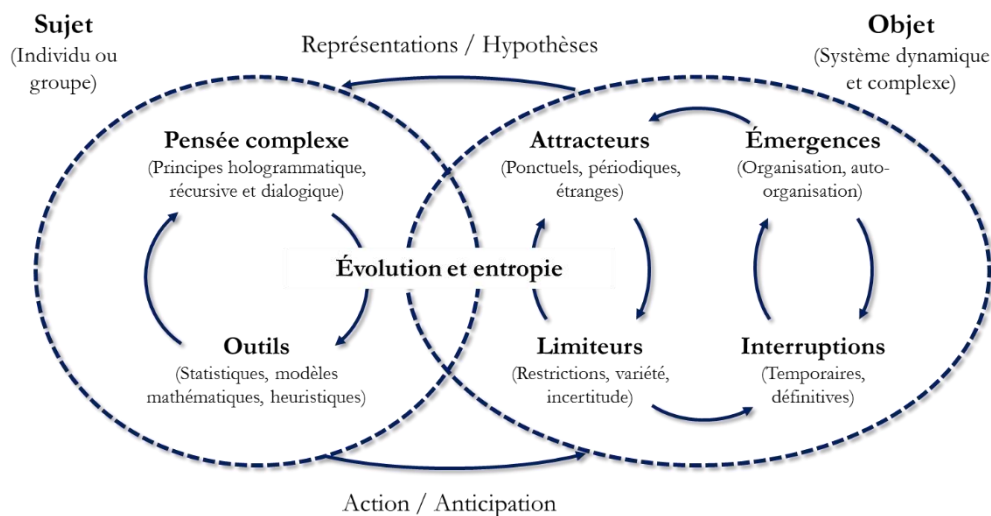 Sujet
(Individu ou
groupe)
Représentations / Hypothèses
Objet
(Système dynamique
et complexe)
Pensée complexe
(Principes hologrammatique,
récursive et dialogique)
Attracteurs
(Ponctuels, périodiques,
étranges)
Émergences
(Organisation, auto-
organisation)
Évolution et entropie
Outils
(Statistiques, modèles
mathématiques, heuristiques)
Limiteurs
(Restrictions, variété,
incertitude)
Interruptions
(Temporaires,
définitives)
Action / Anticipation